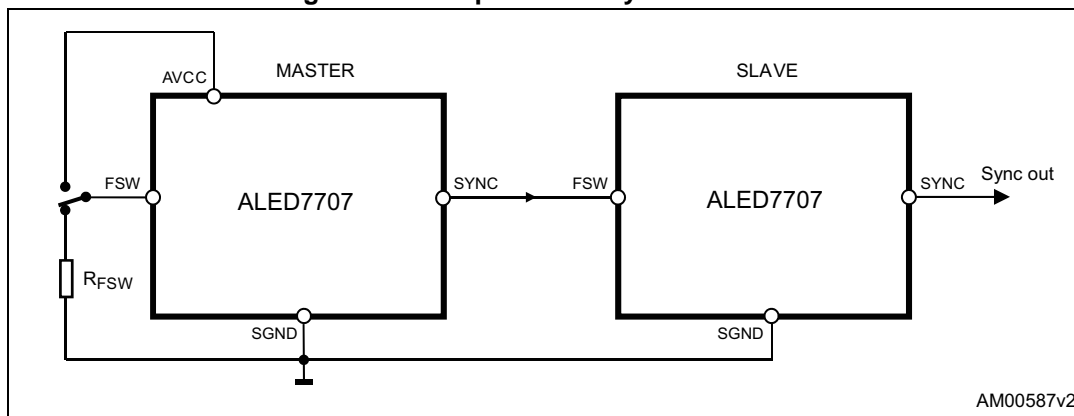 AVCC
MASTER
SLAVE
FSW
SYNC
FSW
SYNC
Sync out
ALED7707
ALED7707
RFSW
SGND
SGND
AM00587v2